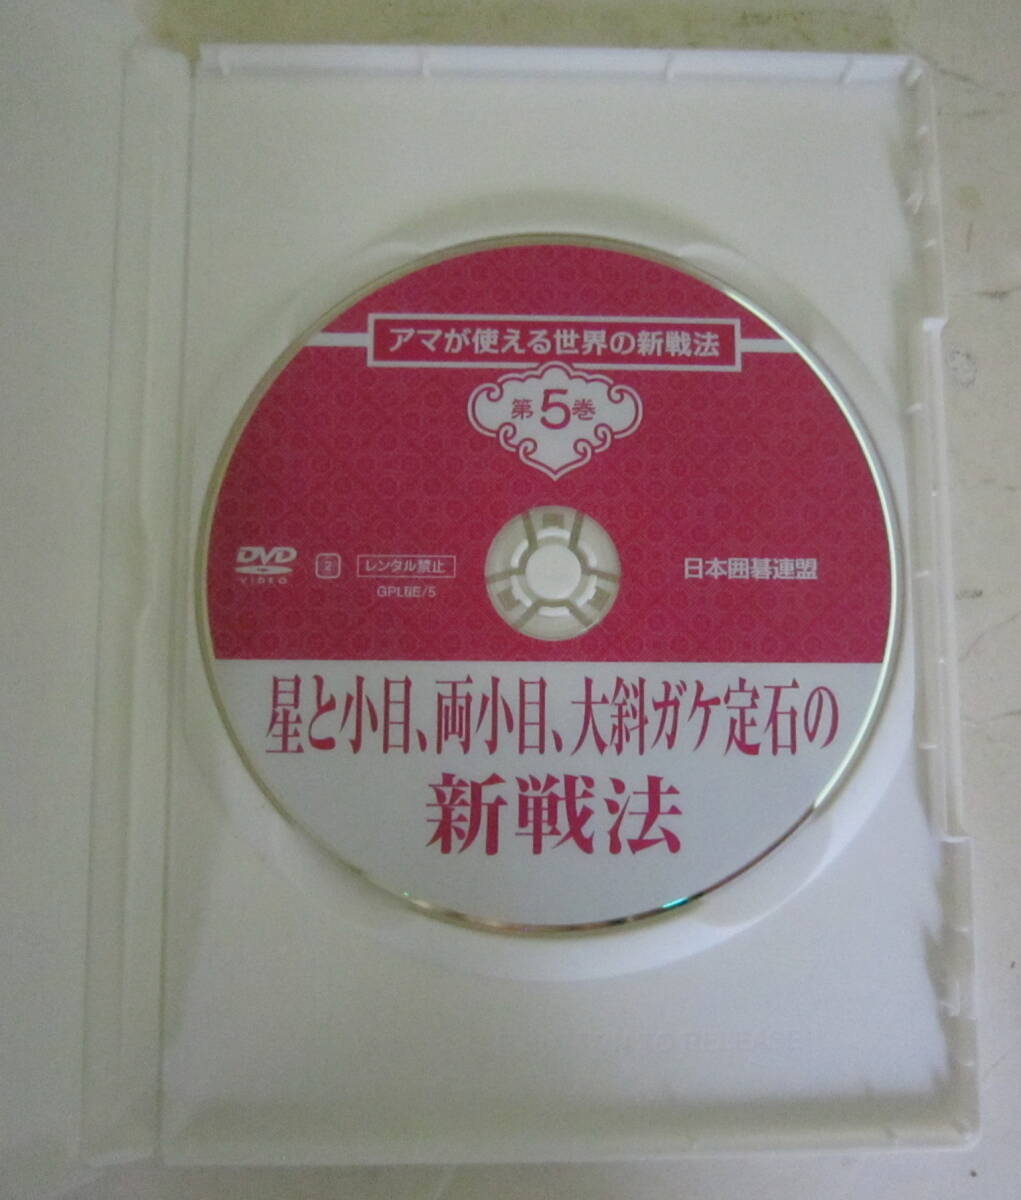 アマが使える世界の新戦法
第5巻
DVD
VIDEO
2
レンタル禁止
日本囲碁連盟
星と小目、両小目、大斜ガケ定石の
新戦法
TO RELEASE